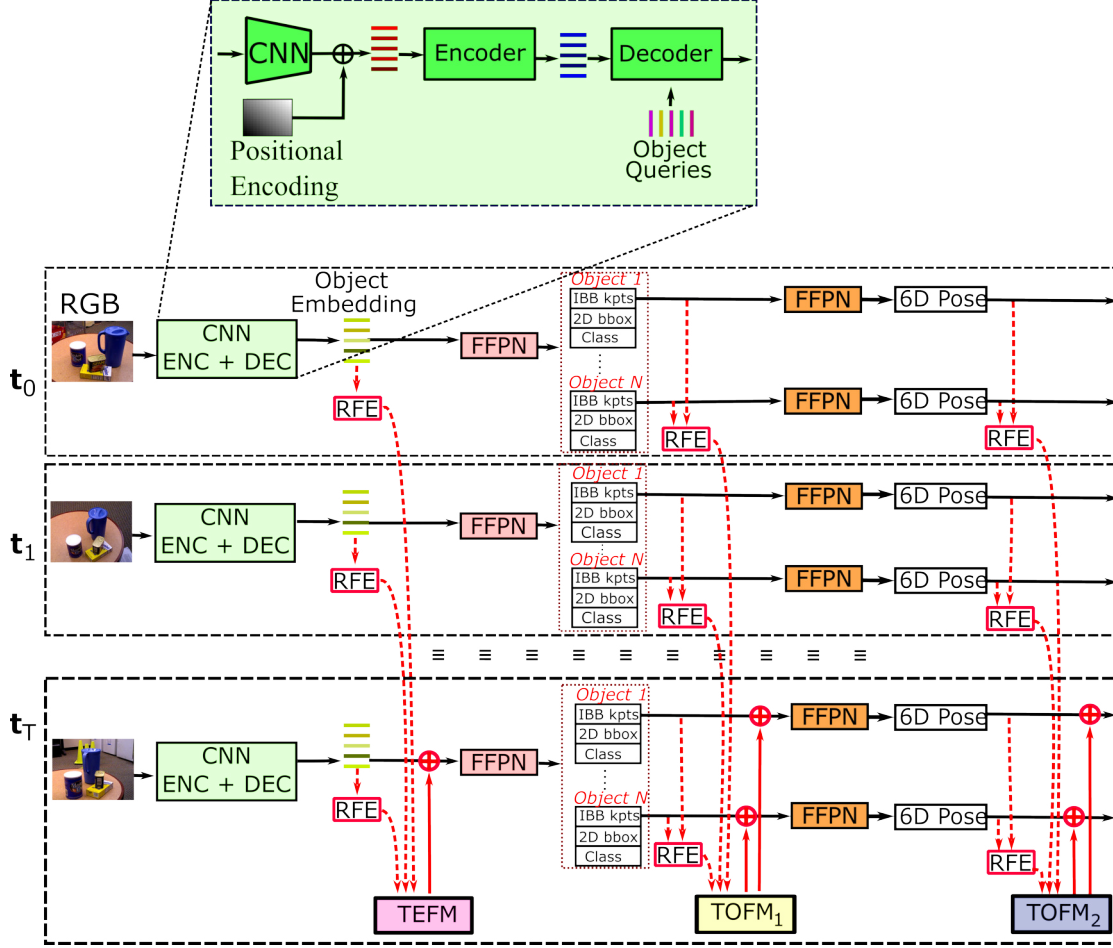 CNN
Encoder
Decoder
Positional
Encoding
Object
Queries
t0
RGB
CNN
ENC + DEC
Object
Embedding
RFE
FFPN
Object 1
IBB kpts
2D bbox
Class
Object N
IBB kpts
2D bbox
Class
RFE
FFPN
6D Pose
FFPN
6D Pose
RFE
t1
CNN
ENC + DEC
RFE
FFPN
Object 1
IBB kpts
2D bbox
Class
Object N
IBB kpts
2D bbox
Class
RFE
FFPN
6D Pose
FFPN
6D Pose
RFE
tT
CNN
ENC + DEC
RFE
FFPN
Object 1
IBB kpts
2D bbox
Class
Object N
IBB kpts
2D bbox
Class
RFE
FFPN
6D Pose
FFPN
6D Pose
RFE
TEFM
TOFM1
TOFM2